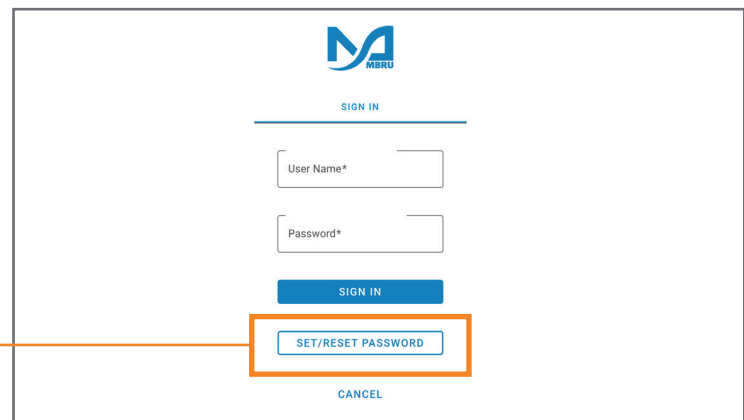 MBRU
SIGN IN
User Name*
Password*
SIGN IN
SET/RESET PASSWORD
CANCEL